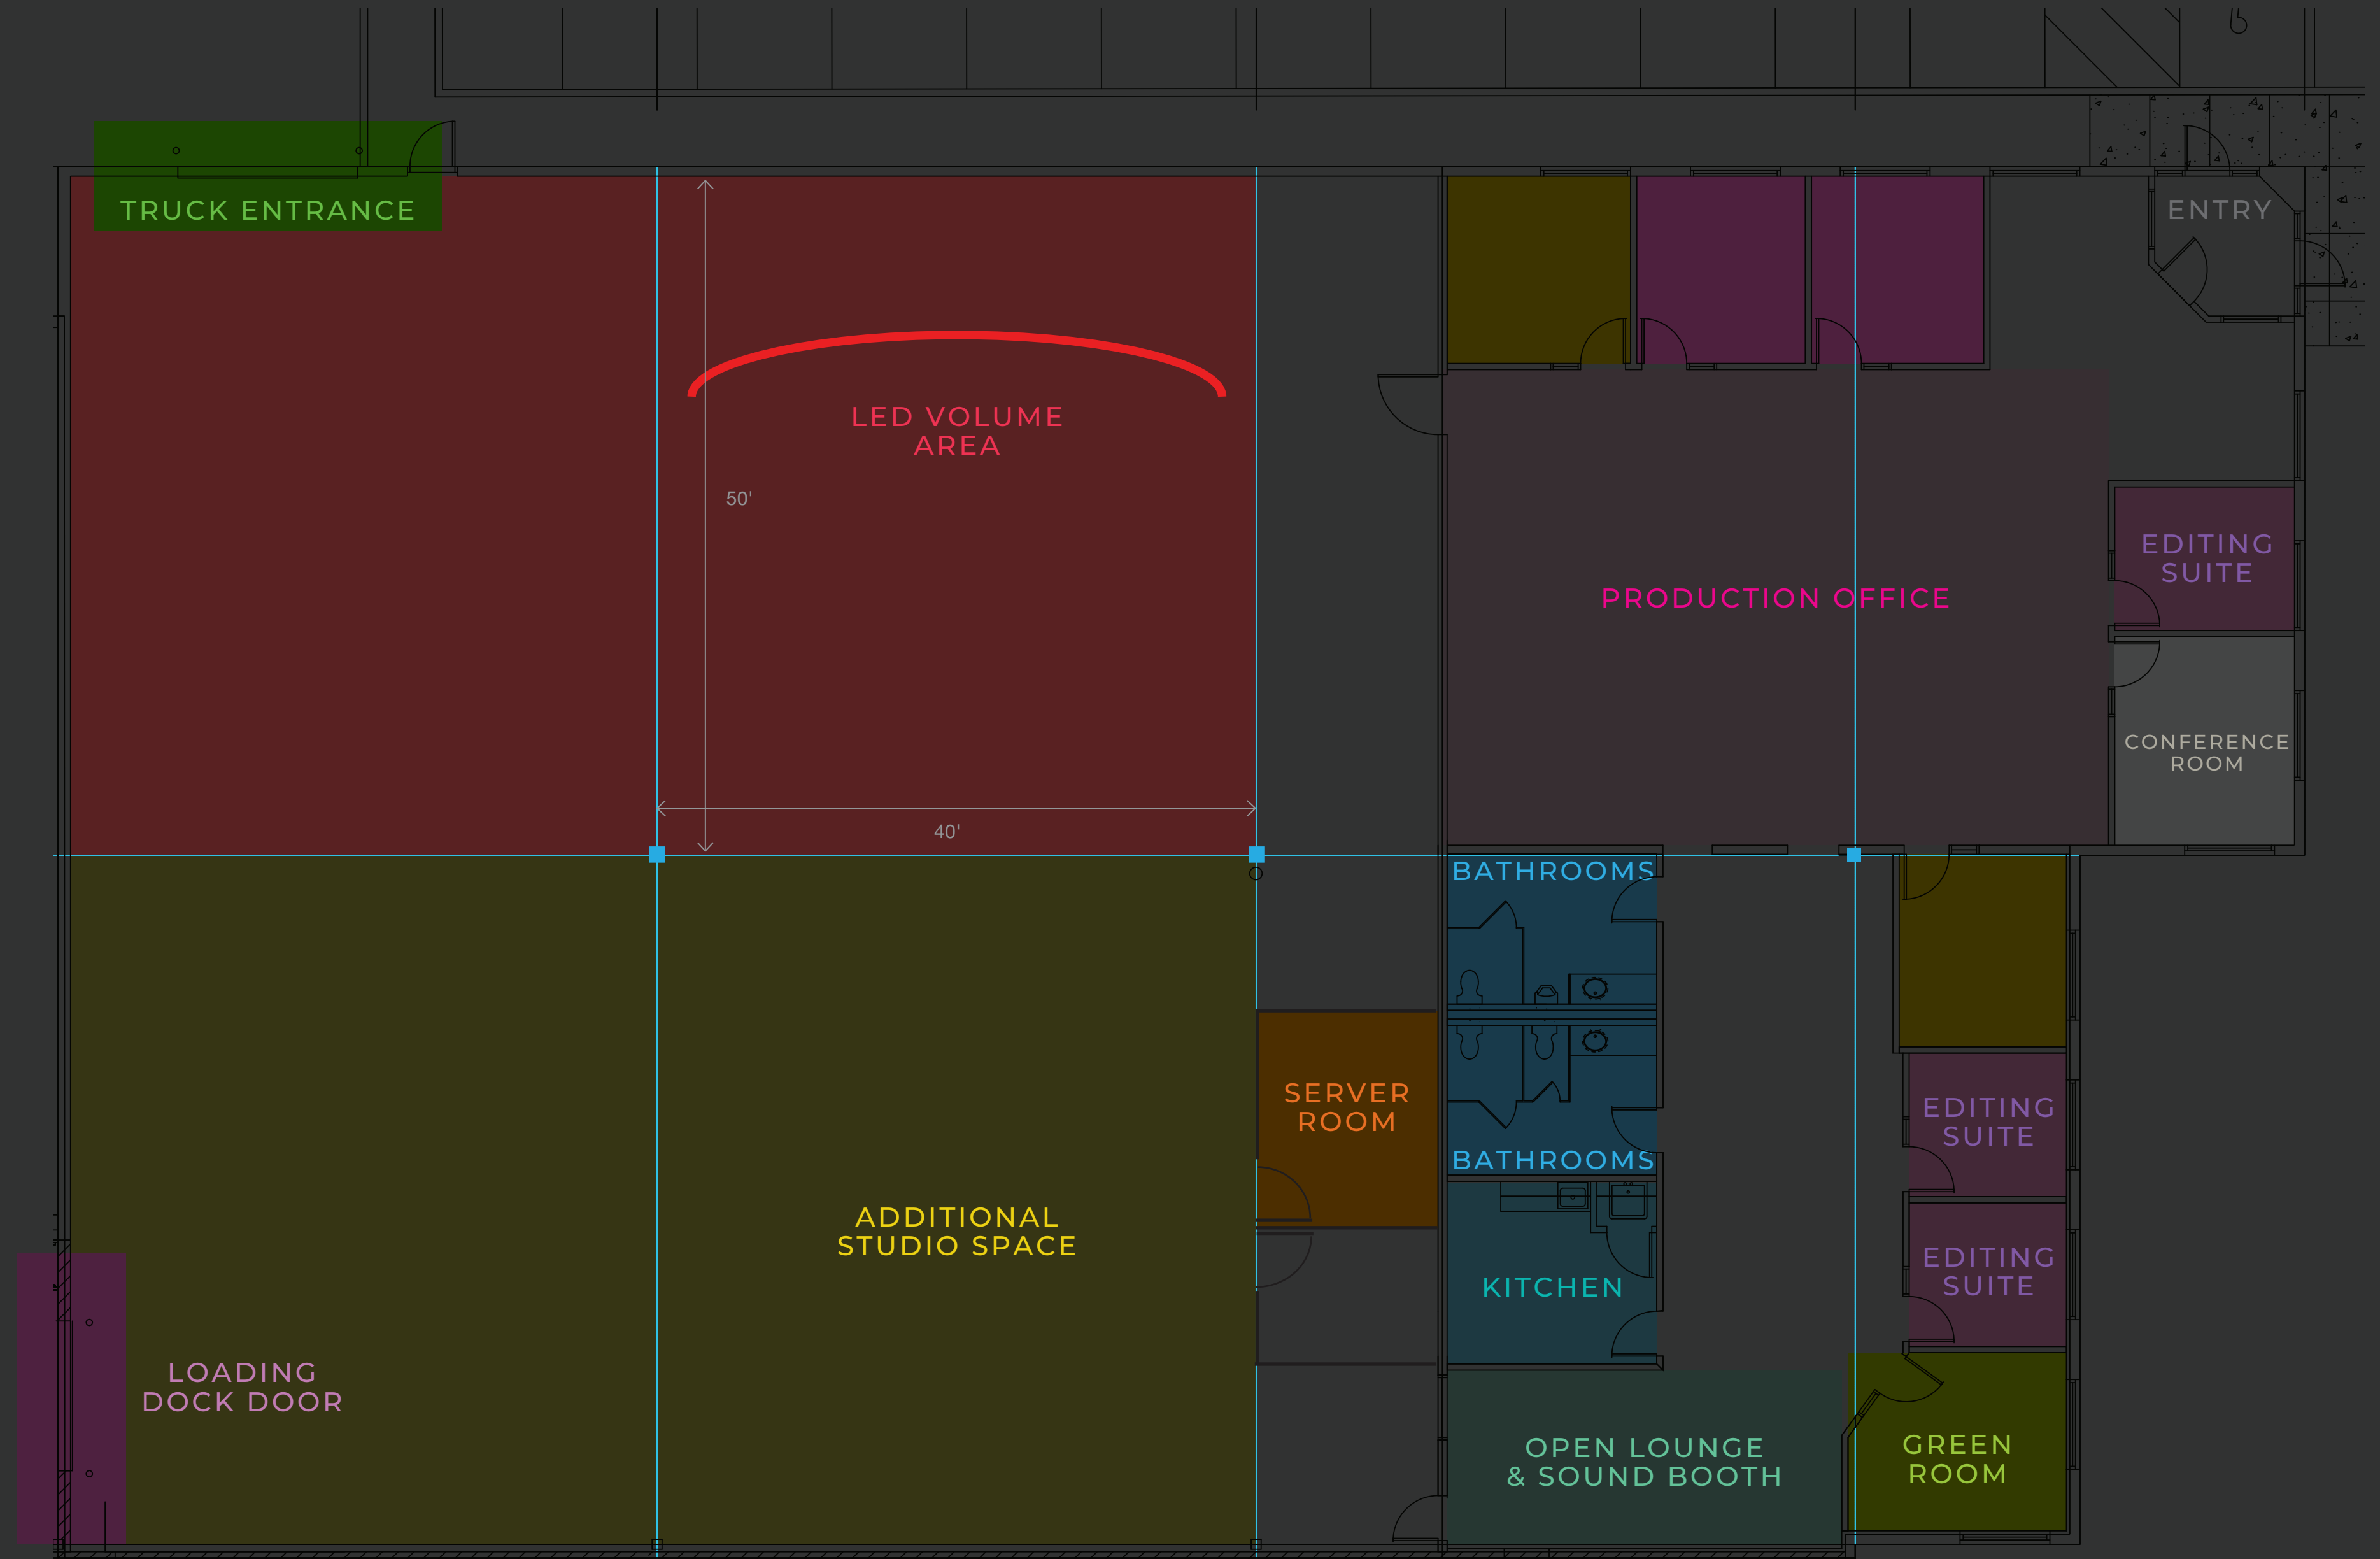 TRUCK ENTRANCE
ENTRY
LED VOLUME
AREA
50'
40'
PRODUCTION OFFICE
EDITING
SUITE
CONFERENCE
ROOM
BATHROOMS
SERVER
ROOM
BATHROOMS
EDITING
SUITE
ADDITIONAL
STUDIO SPACE
KITCHEN
EDITING
SUITE
LOADING
DOCK DOOR
OPEN LOUNGE
& SOUND BOOTH
GREEN
ROOM